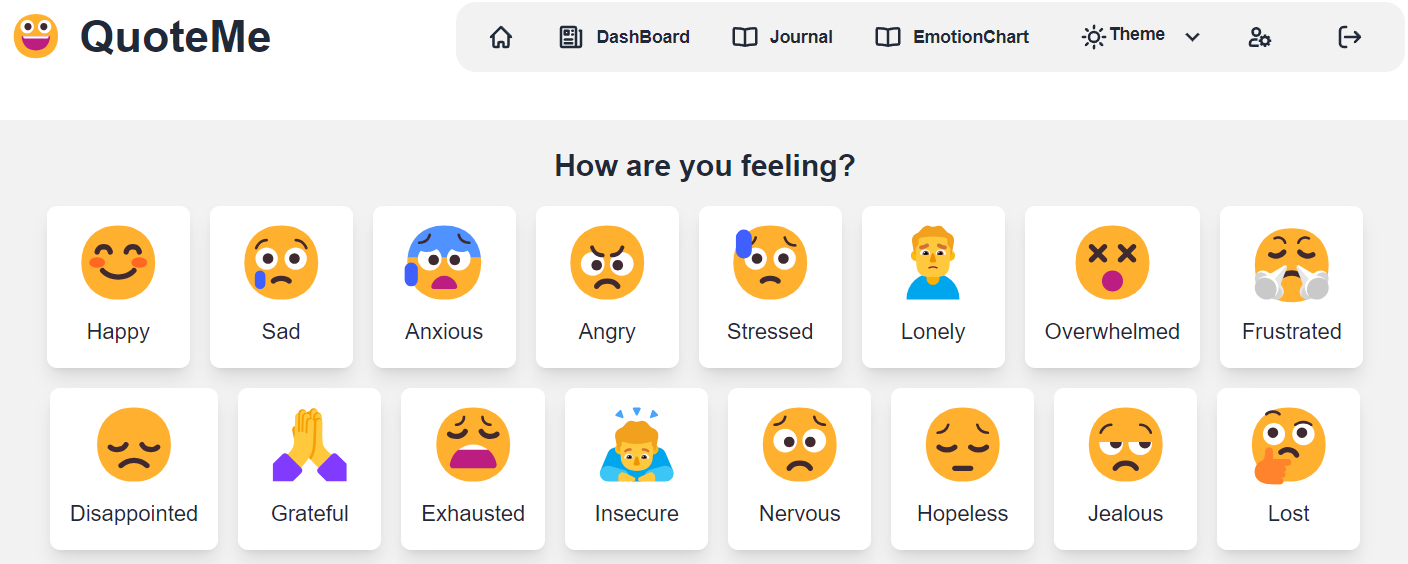 QuoteMe
DashBoard Journal EmotionChart Theme
How are you feeling?
Happy Sad Anxious Angry Stressed Lonely Overwhelmed Frustrated
Disappointed Grateful Exhausted Insecure Nervous Hopeless Jealous Lost